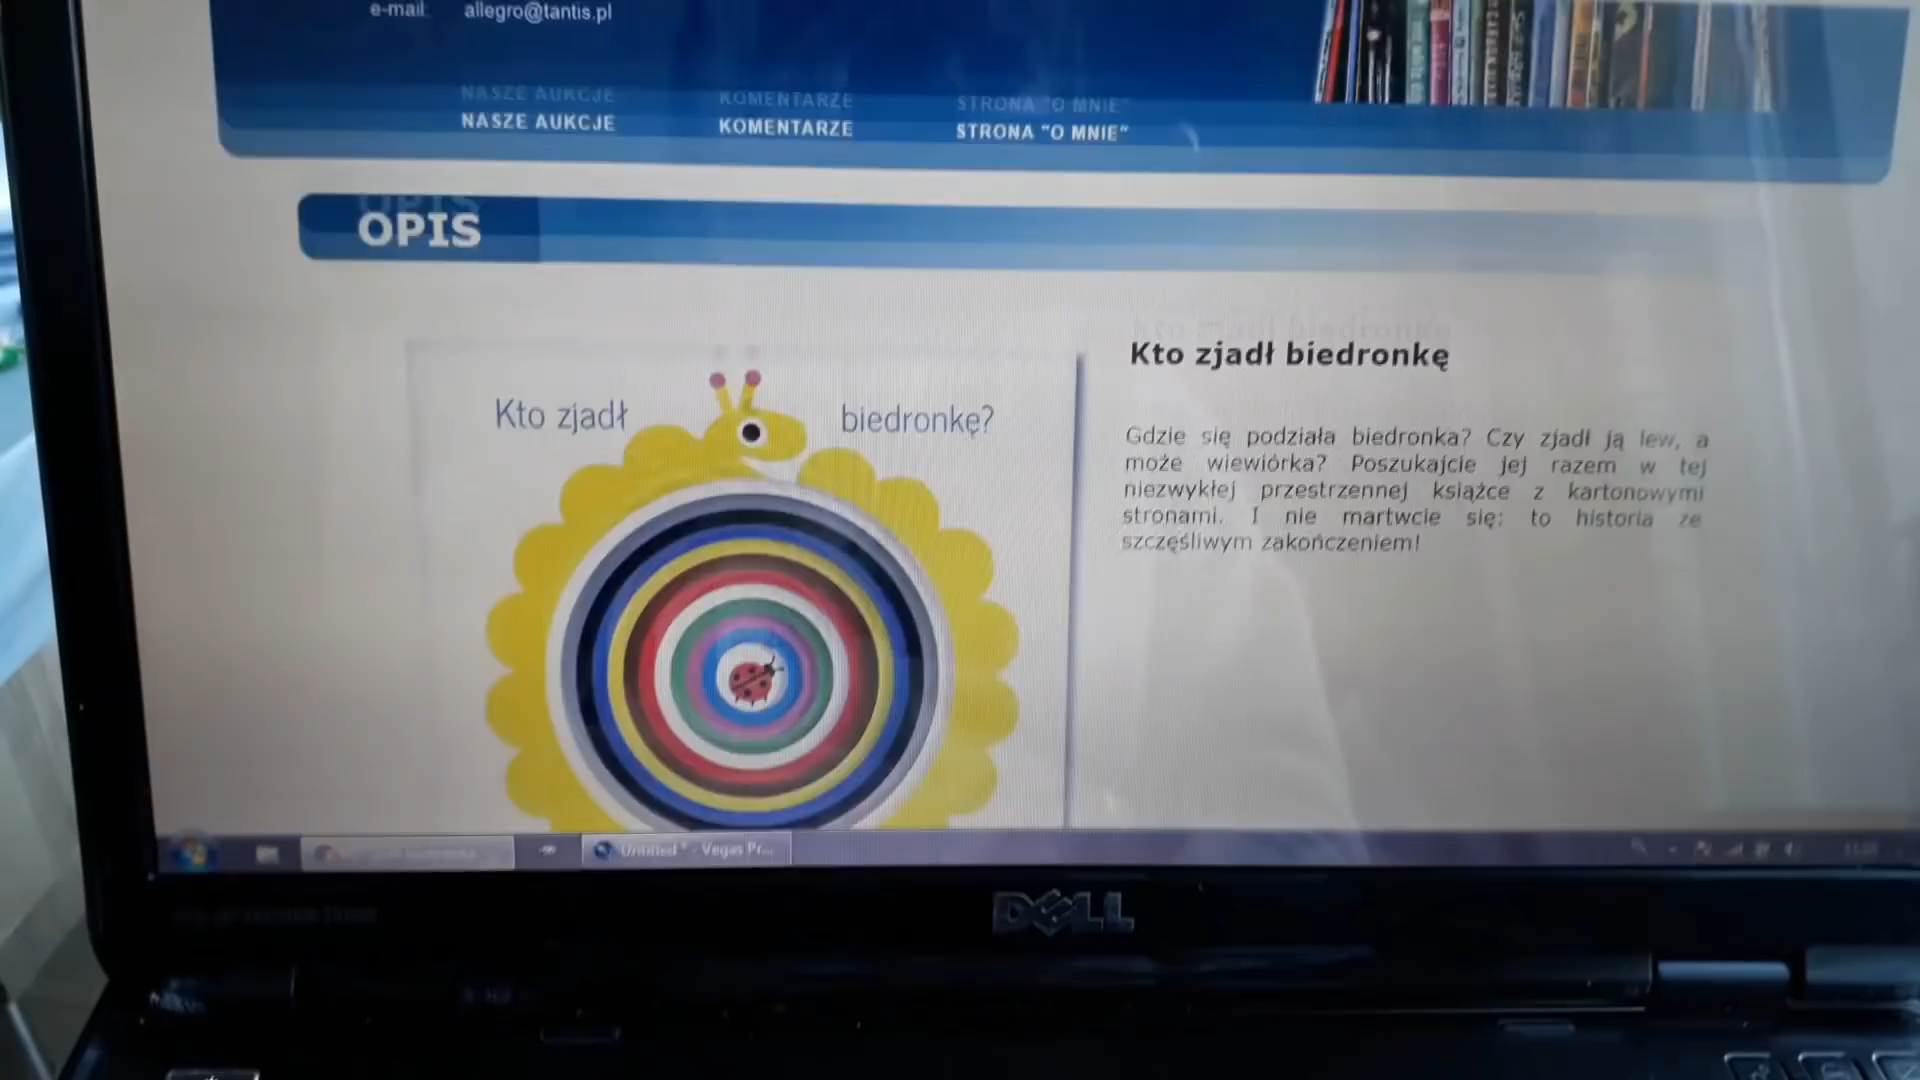 e-mail: allegro@tantis.pl
NASZE AUKCJE KOMENTARZE STRONA "O MNIE"
OPIS
Kto zjadł biedronkę?
Kto zjadł biedronkę
Gdzie się podziała biedronka? Czy zjadł ją lew, a
może wiewiórka? Poszukajcie jej razem w tej
niezwykłej przestrzennej książce z kartonowymi
stronami. I nie martwcie się: to historia ze
szczęśliwym zakończeniem!
Untitled * - Vegas Pr...
DELL